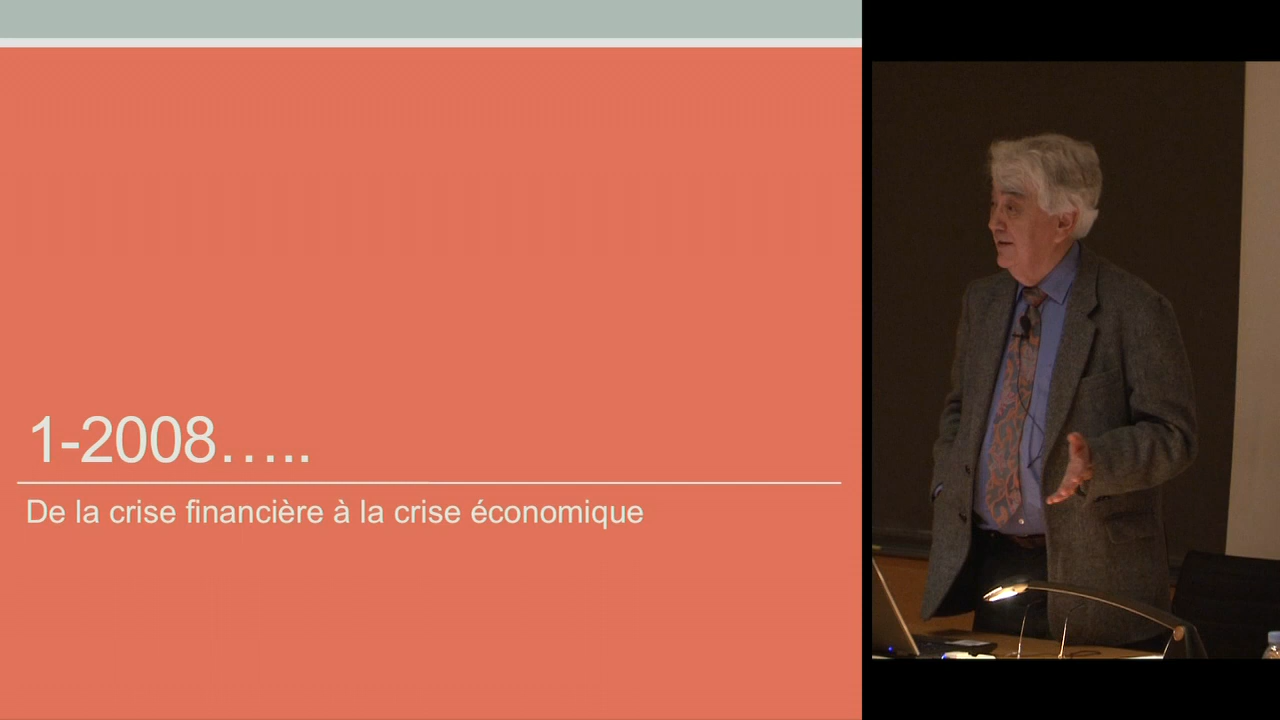 1-2008…..
De la crise financière à la crise économique